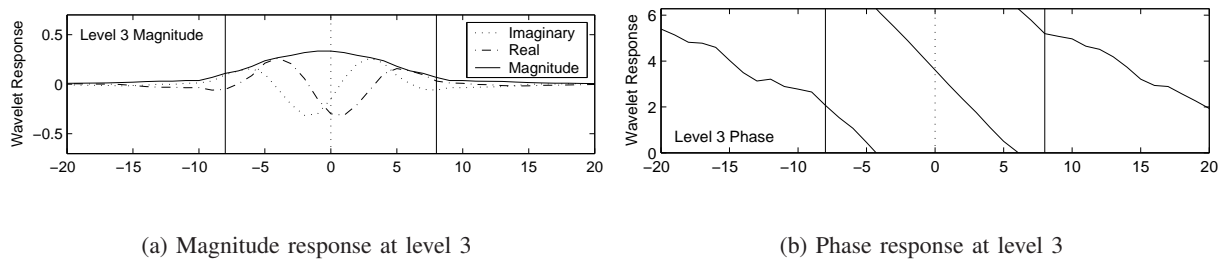 Wavelet Response
0.5
0
−0.5
Level 3 Magnitude
Imaginary
Real
Magnitude
−20 −15 −10 −5 0 5 10 15 20
(a) Magnitude response at level 3
Wavelet Response
6
4
2
0
Level 3 Phase
−20 −15 −10 −5 0 5 10 15 20
(b) Phase response at level 3